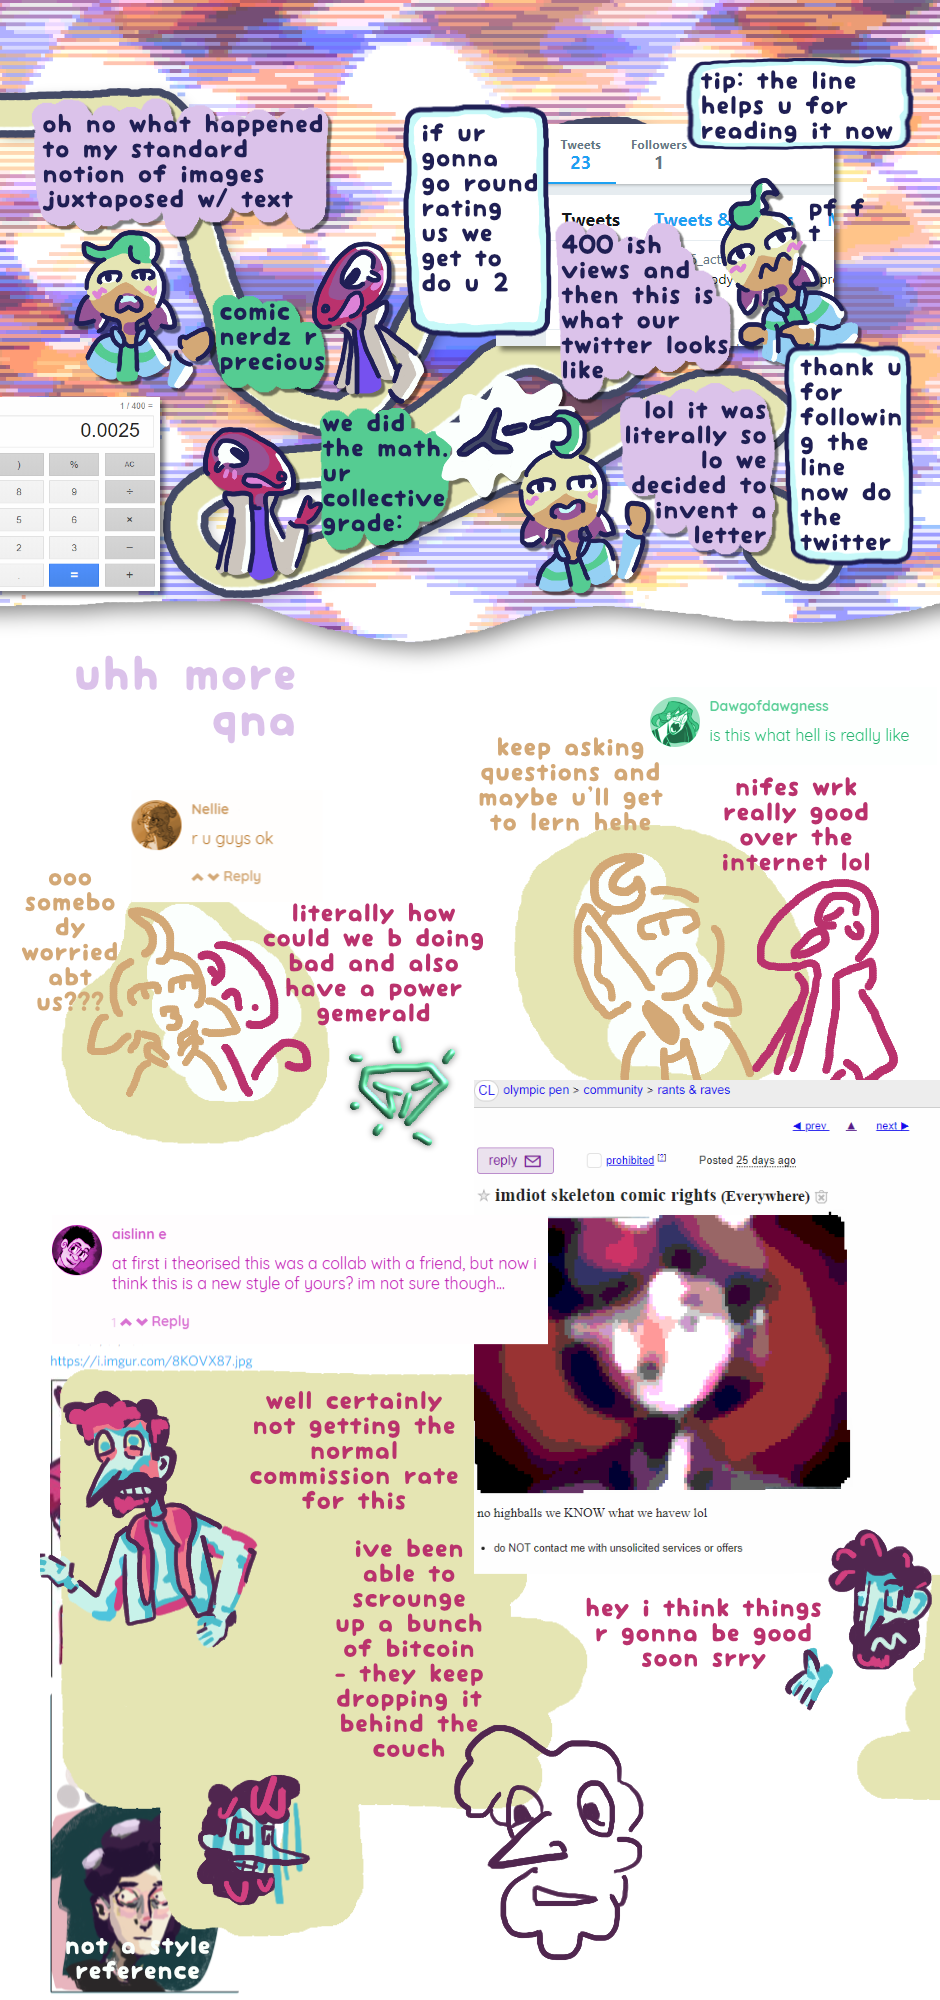 tip: the line
helps u for
reading it now
oh no what happened
to my standard
notion of images
juxtaposed w/ text
comic
nerdz r
precious
if ur
gonna
go round
rating
us we
get to
do u 2
Tweets
23
Followers
1
Tweets
Tweets &
400 ish
views and
then this is
what our
twitter looks
like
pf f
t
thank u
for
followin
g the
line
now do
the
twitter
lol it was
literally so
lo we
decided to
invent a
letter
we did
the math.
ur
collective
grade:
1 / 400 =
0.0025
) % AC
8 9 ÷
5 6 ×
2 3 −
. = +
uhh more
qna
Nellie
r u guys ok
Reply
ooo
somebo
dy
worried
abt
us???
literally how
could we b doing
bad and also
have a power
gemerald
Dawgofdawgness
is this what hell is really like
keep asking
questions and
maybe u'll get
to lern hehe
nifes wrk
really good
over the
internet lol
CL olympic pen > community > rants & raves
◀ prev ▲ next ▶
reply prohibited [?] Posted 25 days ago
☆ imdiot skeleton comic rights (Everywhere)
no highballs we KNOW what we havew lol
• do NOT contact me with unsolicited services or offers
aislinn e
at first i theorised this was a collab with a friend, but now i
think this is a new style of yours? im not sure though...
1 Reply
https://i.imgur.com/8KOVX87.jpg
well certainly
not getting the
normal
commission rate
for this
ive been
able to
scrounge
up a bunch
of bitcoin
- they keep
dropping it
behind the
couch
hey i think things
r gonna be good
soon srry
not a style
reference